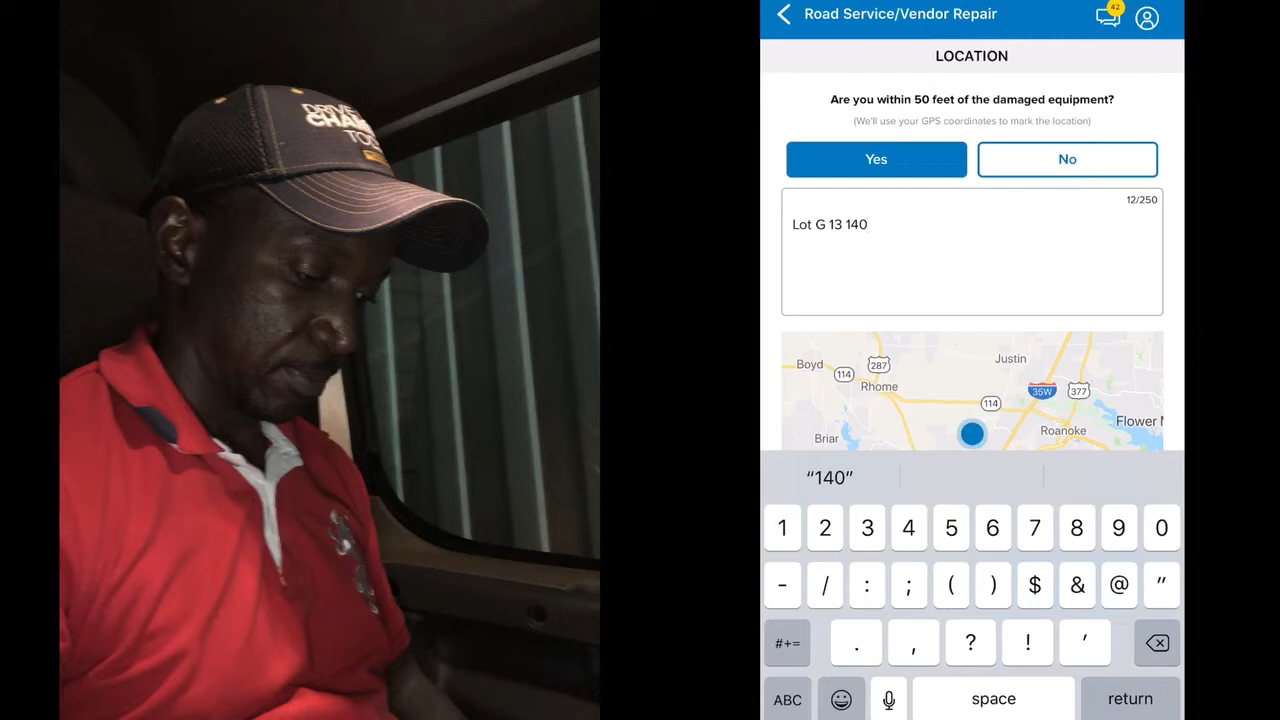 DRIVE
CHAM
TO
42
Road Service/Vendor Repair
LOCATION
Are you within 50 feet of the damaged equipment?
(We'll use your GPS coordinates to mark the location)
Yes
No
12/250
Lot G 13 140
Justin
Boyd
287
114
Rhome
35W
377
114
Flower M
Roanoke
Briar
“140”
1 2 3 4 5 6 7 8 9 0
- / : ; ( ) $ & @ "
#+= . , ? ! '
ABC space return